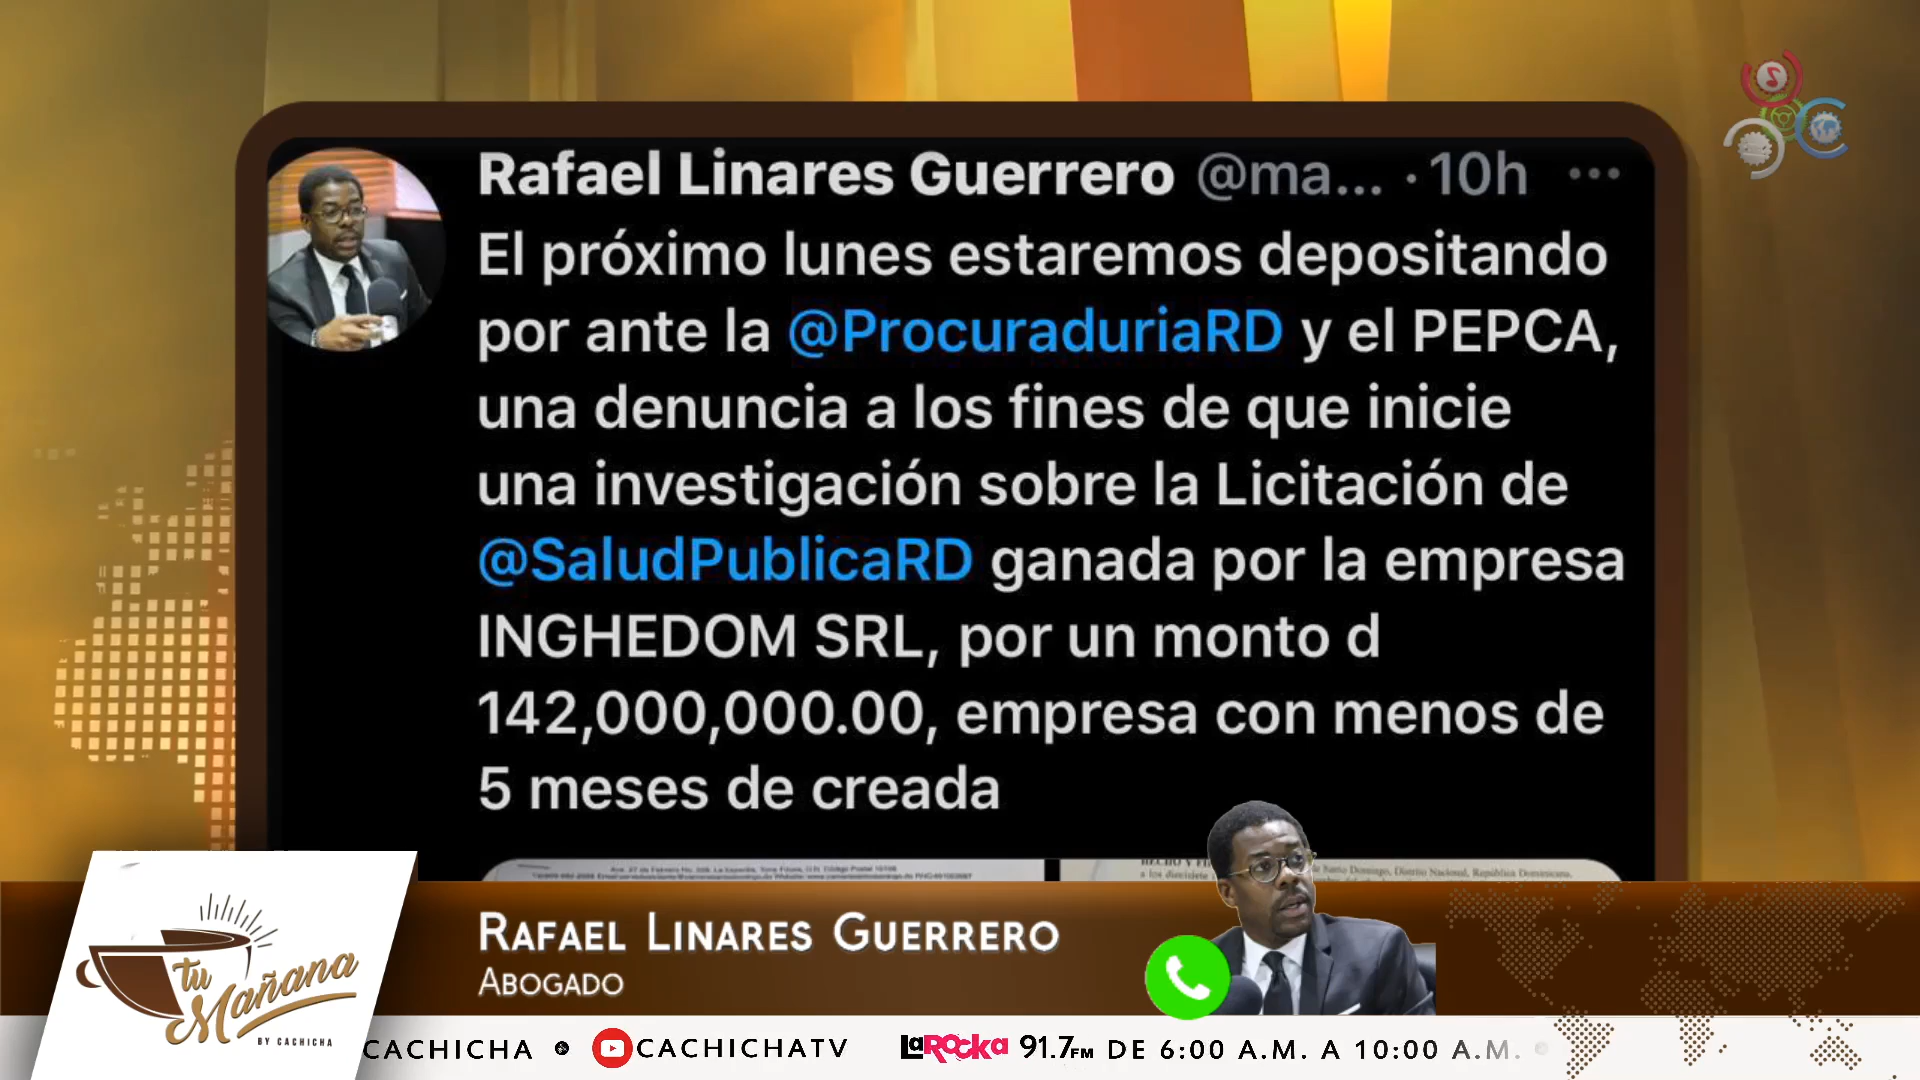 Rafael Linares Guerrero @ma... · 10h ...
El próximo lunes estaremos depositando
por ante la @ProcuraduriaRD y el PEPCA,
una denuncia a los fines de que inicie
una investigación sobre la Licitación de
@SaludPublicaRD ganada por la empresa
INGHEDOM SRL, por un monto d
142,000,000.00, empresa con menos de
5 meses de creada
RAFAEL LINARES GUERRERO
ABOGADO
tu
Mañana
BY CACHICHA
CACHICHA • CACHICHATV LaROcka 91.7FM DE 6:00 A.M. A 10:00 A.M.